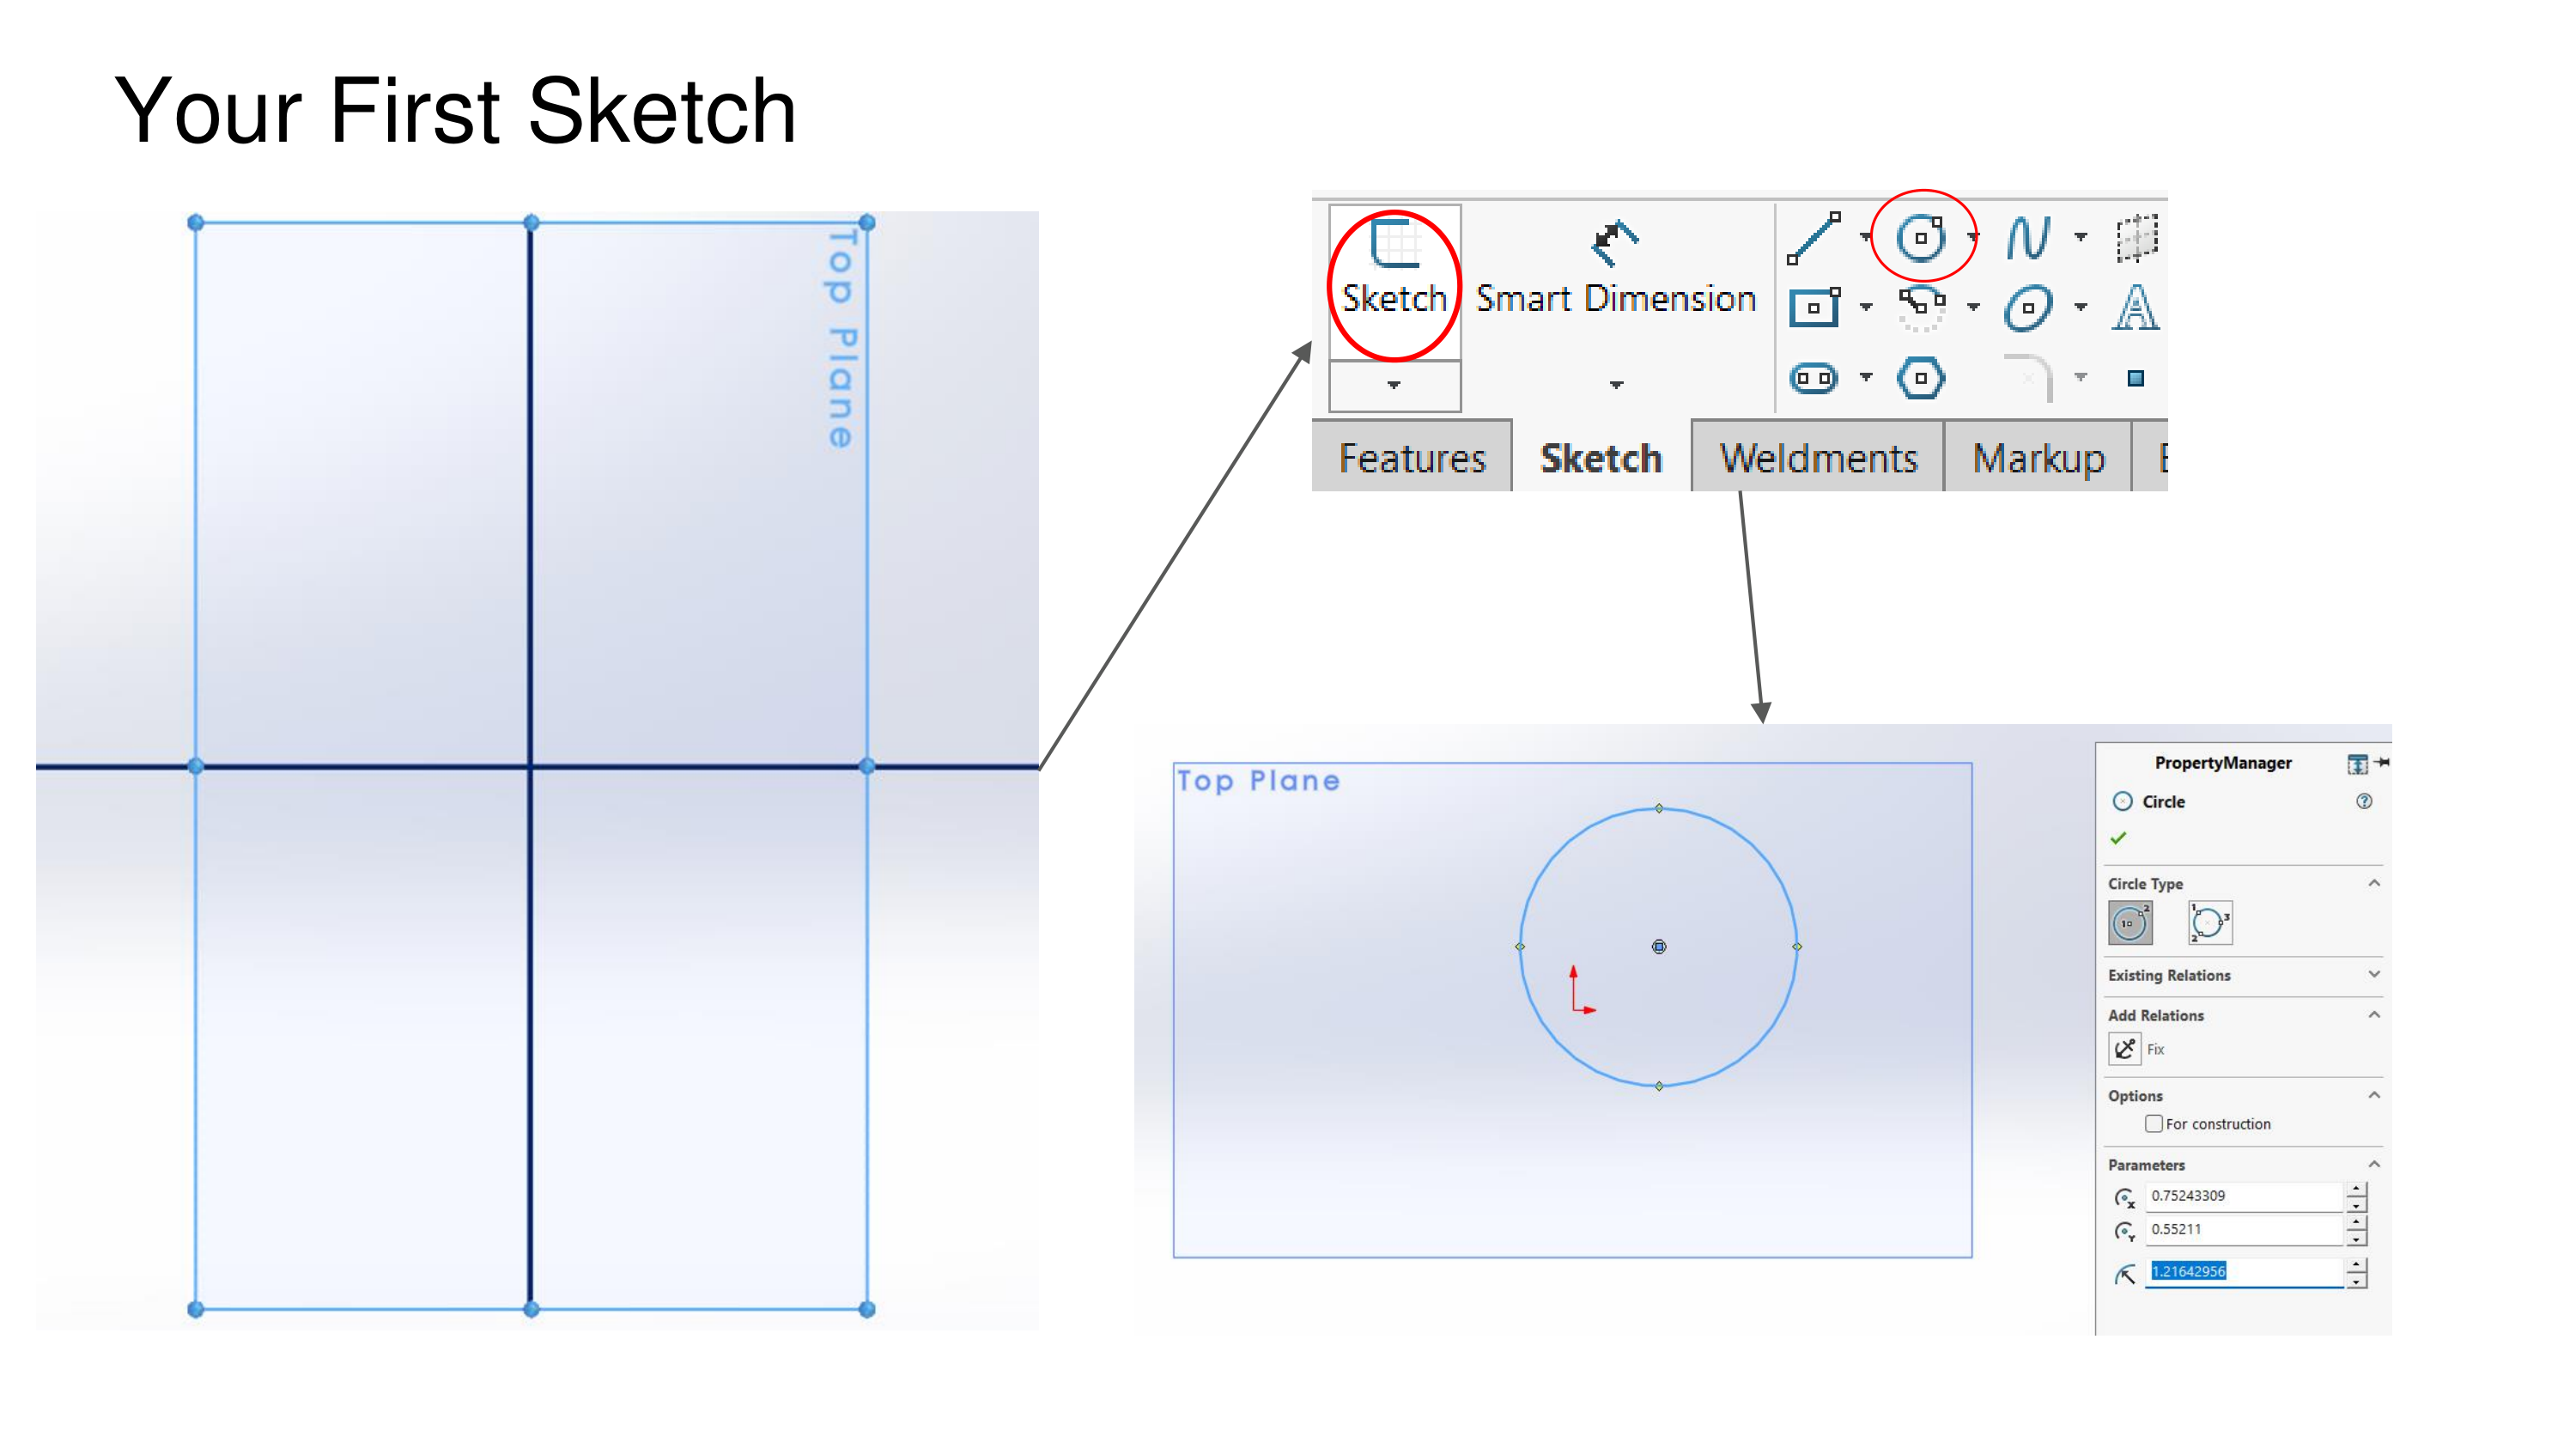 Your First Sketch
Top Plane
Sketch
Smart Dimension
Features
Sketch
Weldments
Markup
Top Plane
PropertyManager
Circle
Circle Type
Existing Relations
Add Relations
Fix
Options
For construction
Parameters
0.75243309
0.55211
1.21642956